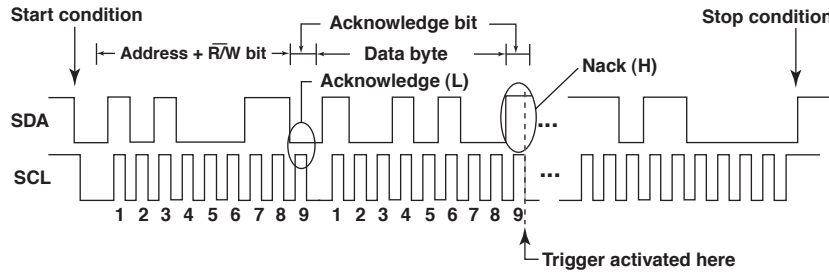 Start condition
Acknowledge bit
Stop condition
Address + R/W̅ bit
Data byte
Nack (H)
Acknowledge (L)
SDA
...
SCL
...
1 2 3 4 5 6 7 8 9 1 2 3 4 5 6 7 8 9
Trigger activated here